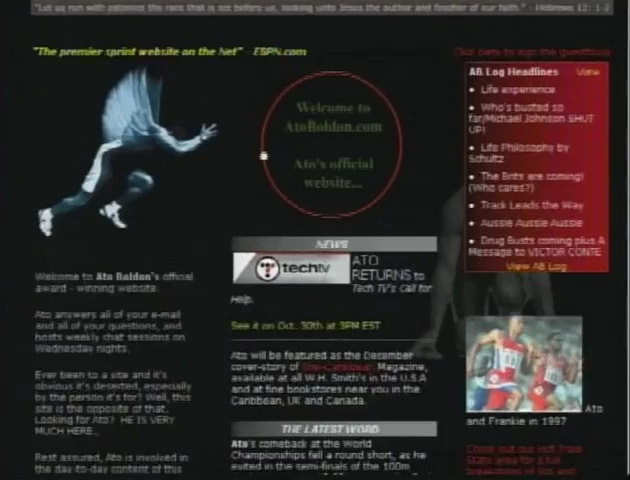 "Let us run with patience the race that is set before us, looking unto Jesus the author and finisher of our faith." - Hebrews 12: 1-2
"The premier sprint website on the Net" - ESPN.com
Click here to sign the guestbook
Welcome to
AtoBoldon.com
Ato's official
website...
AB Log Headlines View
Life experience
Who's busted so
far/Michael Johnson SHUT
UP!
Life Philosophy by
Schultz
The Brits are coming!
(Who cares?)
Track Leads the Way
Aussie Aussie Aussie
Drug Busts coming plus A
Message to VICTOR CONTE
View AB Log
Welcome to Ato Boldon's official
award - winning website.
Ato answers all of your e-mail
and all of your questions, and
hosts weekly chat sessions on
Wednesday nights.
Ever been to a site and it's
obvious it's deserted, especially
by the person it's for? Well, this
site is the opposite of that.
Looking for Ato? HE IS VERY
MUCH HERE...
Rest assured, Ato is involved in
the day-to-day content of this
NEWS
techtv
ATO
RETURNS to
Tech TV's Call for
Help.
See it on Oct. 30th at 3PM EST
Ato will be featured as the December
cover-story of Magazine,
available at all W.H. Smith's in the U.S.A
and at fine bookstores near you in the
Caribbean, UK and Canada.
THE LATEST WORD
Ato's comeback at the World
Championships fell a round short, as he
exited in the semi-finals of the 100m
Ato
and Frankie in 1997
Check out our hot Train